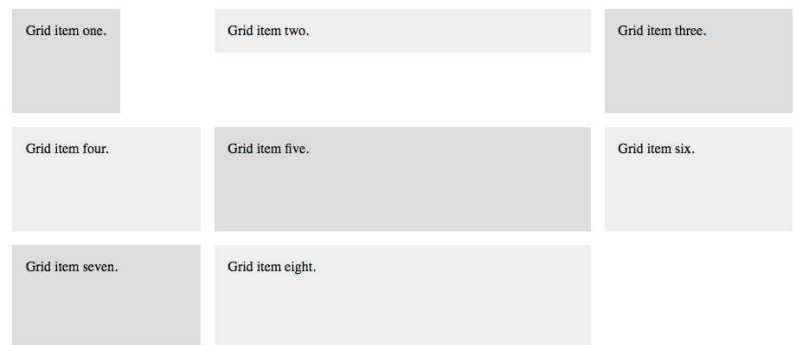 Grid item one.
Grid item two.
Grid item three.
Grid item four.
Grid item five.
Grid item six.
Grid item seven.
Grid item eight.